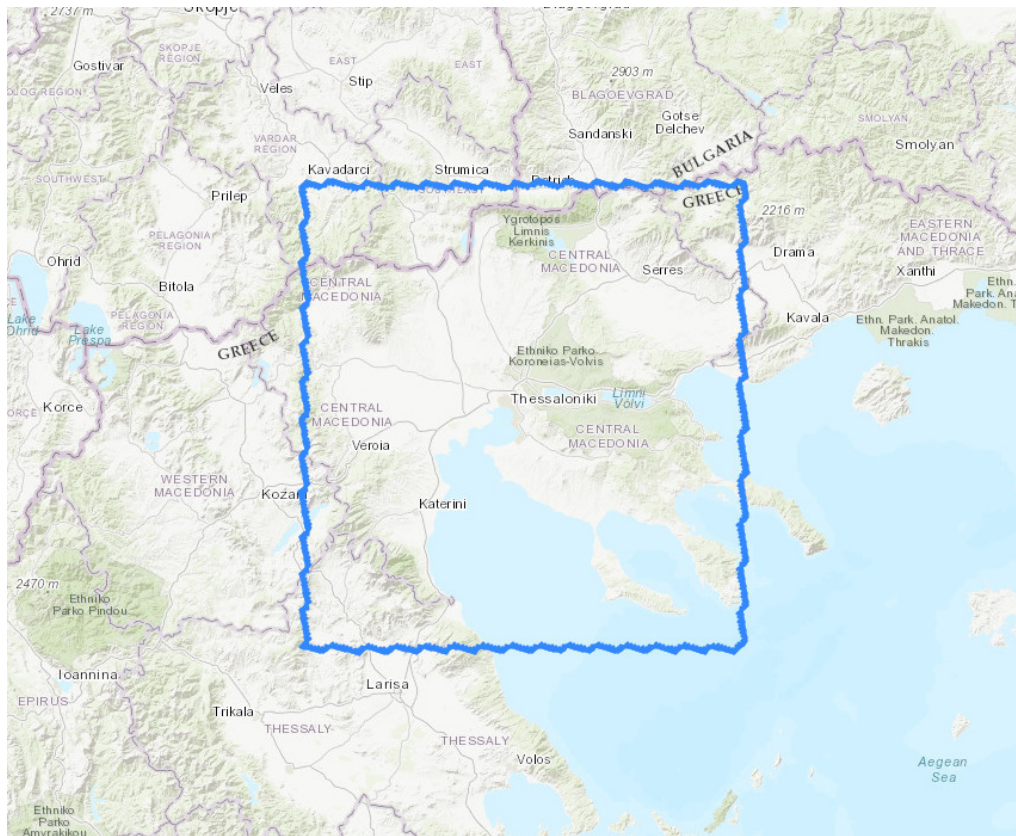 2737 m
Skopje
Blagoevgrad
Gostivar
SKOPJE
REGION
EAST
EAST
2903 m
Stip
Veles
BLAGOEVGRAD
Gotse
Delchev
SMOLYAN
VARDAR
REGION
Sandanski
BULGARIA
Smolyan
Kavadarci
Strumica
SOUTHWEST
Petrich
Prilep
GREECE
2216 m
Ygrotopos
Limnis
Kerkinis
PELAGONIA
REGION
EASTERN
MACEDONIA
AND THRACE
Ohrid
CENTRAL
MACEDONIA
Drama
Serres
Xanthi
CENTRAL
MACEDONIA
Bitola
Lake
Ohrid
PELAGONIA
REGION
Lake
Prespa
Ethn. Park. Anatol.
Makedon.
Thrakis
Ethn.
Park. Ana
Makedon. T
Kavala
GREECE
Ethniko Parko
Koroneias-Volvis
Limni
Volvi
Thessaloniki
Korce
CENTRAL
MACEDONIA
CENTRAL
MACEDONIA
Veroia
WESTERN
MACEDONIA
Kozani
Katerini
2470 m
Ethniko
Parko Pindou
Ioannina
Larisa
EPIRUS
Trikala
THESSALY
THESSALY
Volos
Aegean
Sea
Ethniko
Parko
Amvrakikou